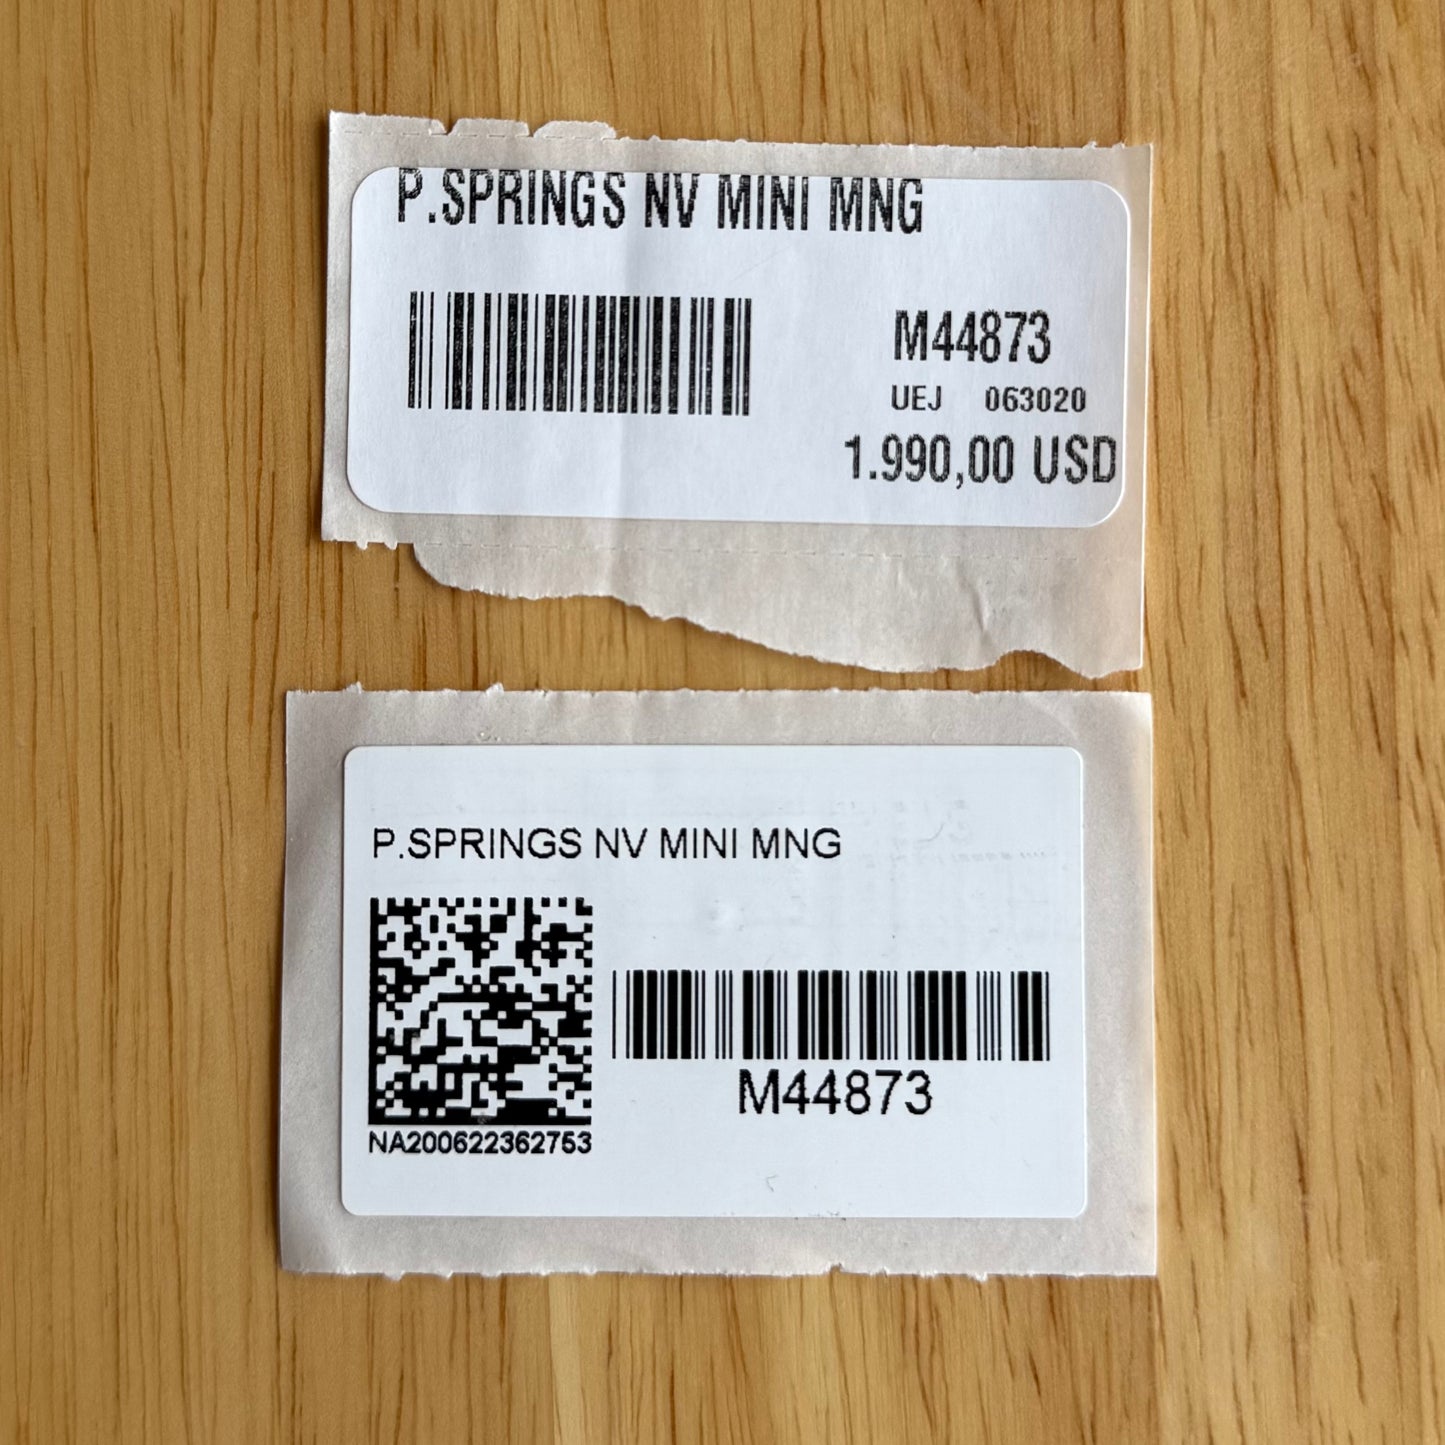 P.SPRINGS NV MINI MNG
M44873
UEJ 063020
1.990,00 USD
P.SPRINGS NV MINI MNG
M44873
NA200622362753